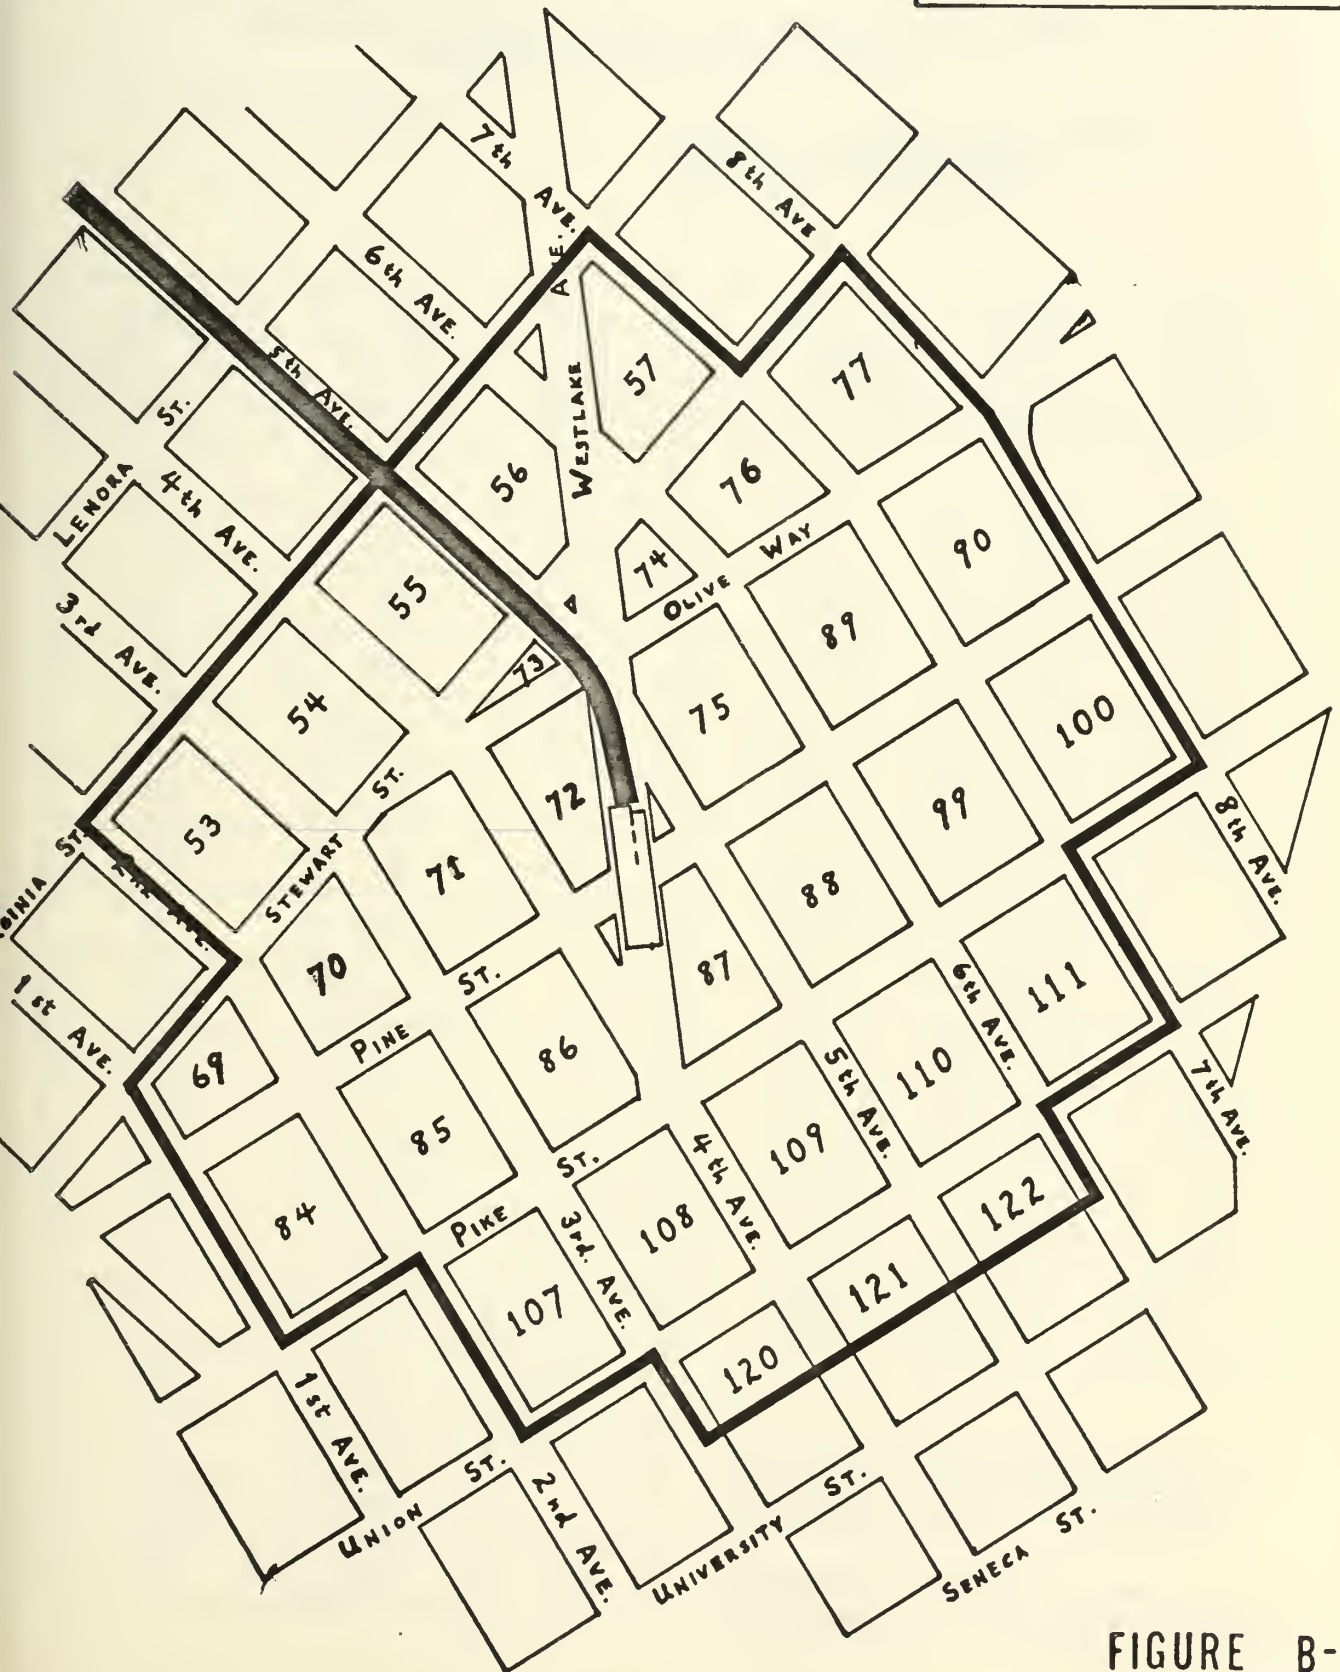 7th AVE.
8th AVE
6th AVE.
5th AVE.
WESTLAKE
57
77
ST.
LENORA
4th AVE.
56
76
90
WAY
OLIVE
55
74
89
3rd AVE.
73
54
75
100
ST.
72
99
53
STEWART
71
88
8th AVE.
ST.
2nd AVE.
70
87
111
6th AVE.
1st AVE.
ST.
PINE
86
110
5th AVE.
69
7th AVE.
85
109
4th AVE.
ST.
122
84
PIKE
108
3rd. AVE.
121
107
120
1st AVE.
ST.
UNION
2nd AVE.
ST.
UNIVERSITY
ST.
SENECA
FIGURE B-